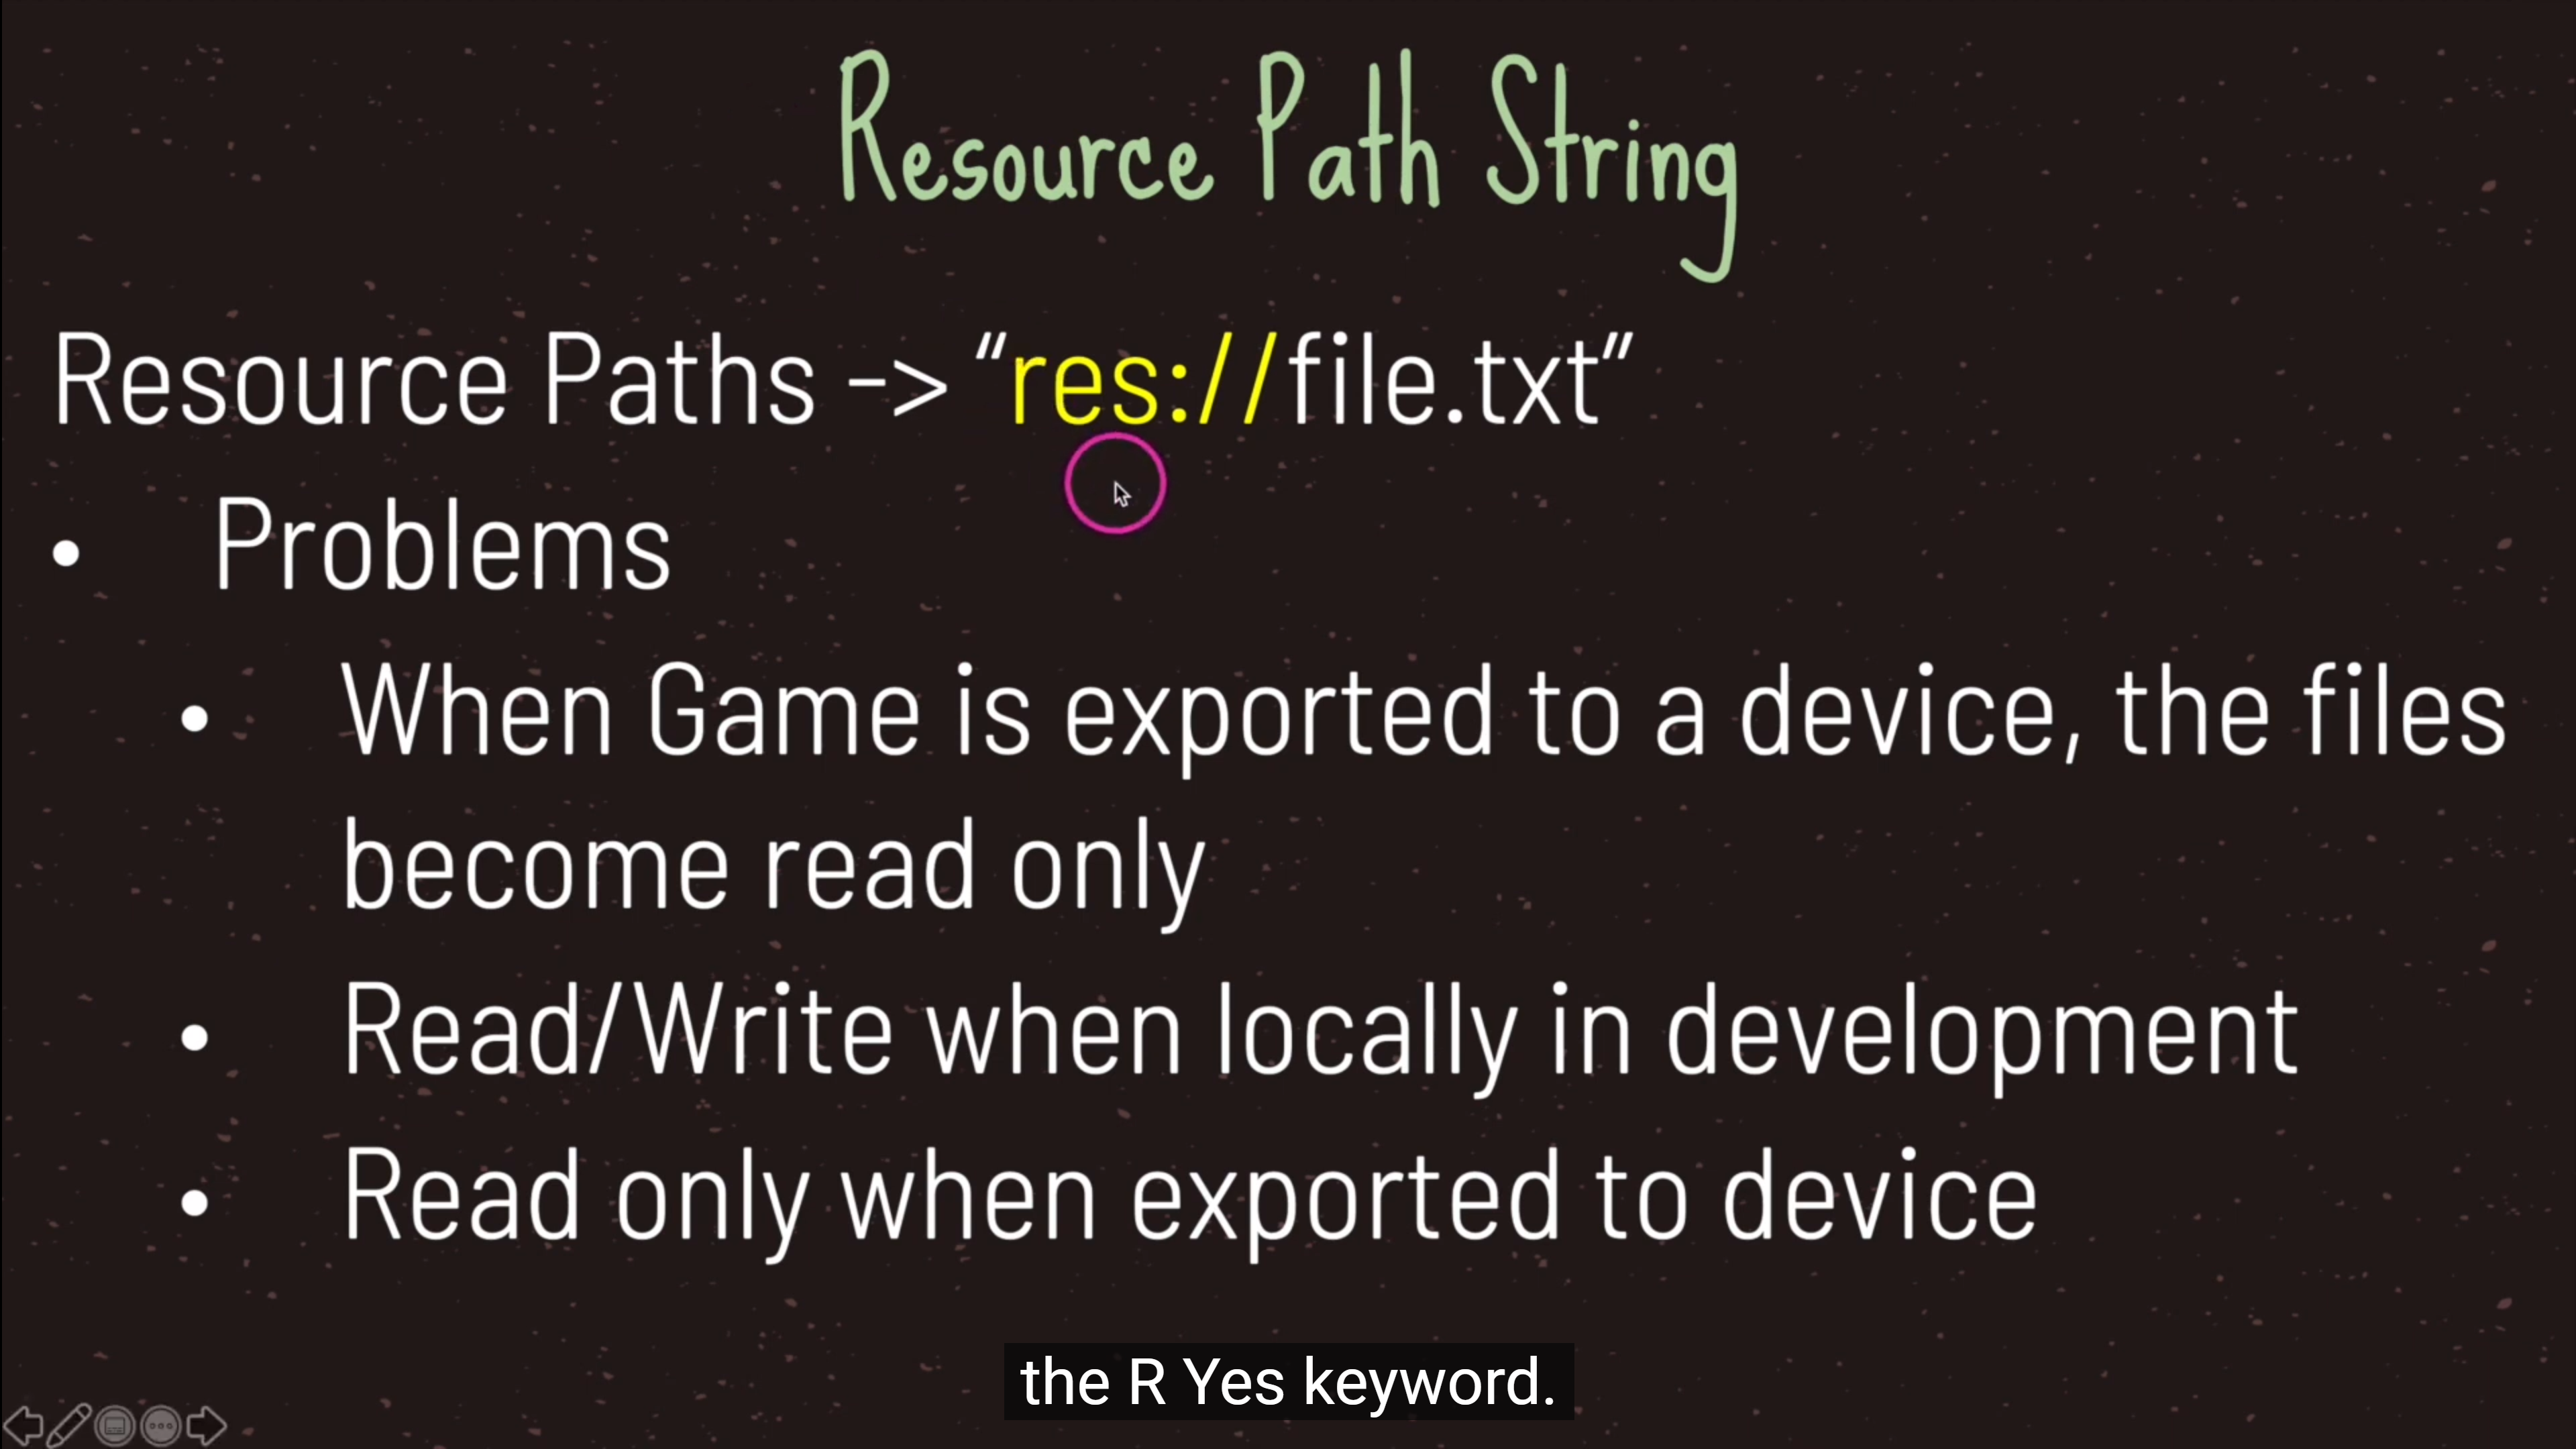 Resource Path String
Resource Paths -> “res://file.txt”
• Problems
• When Game is exported to a device, the files
become read only
• Read/Write when locally in development
• Read only when exported to device
the R Yes keyword.